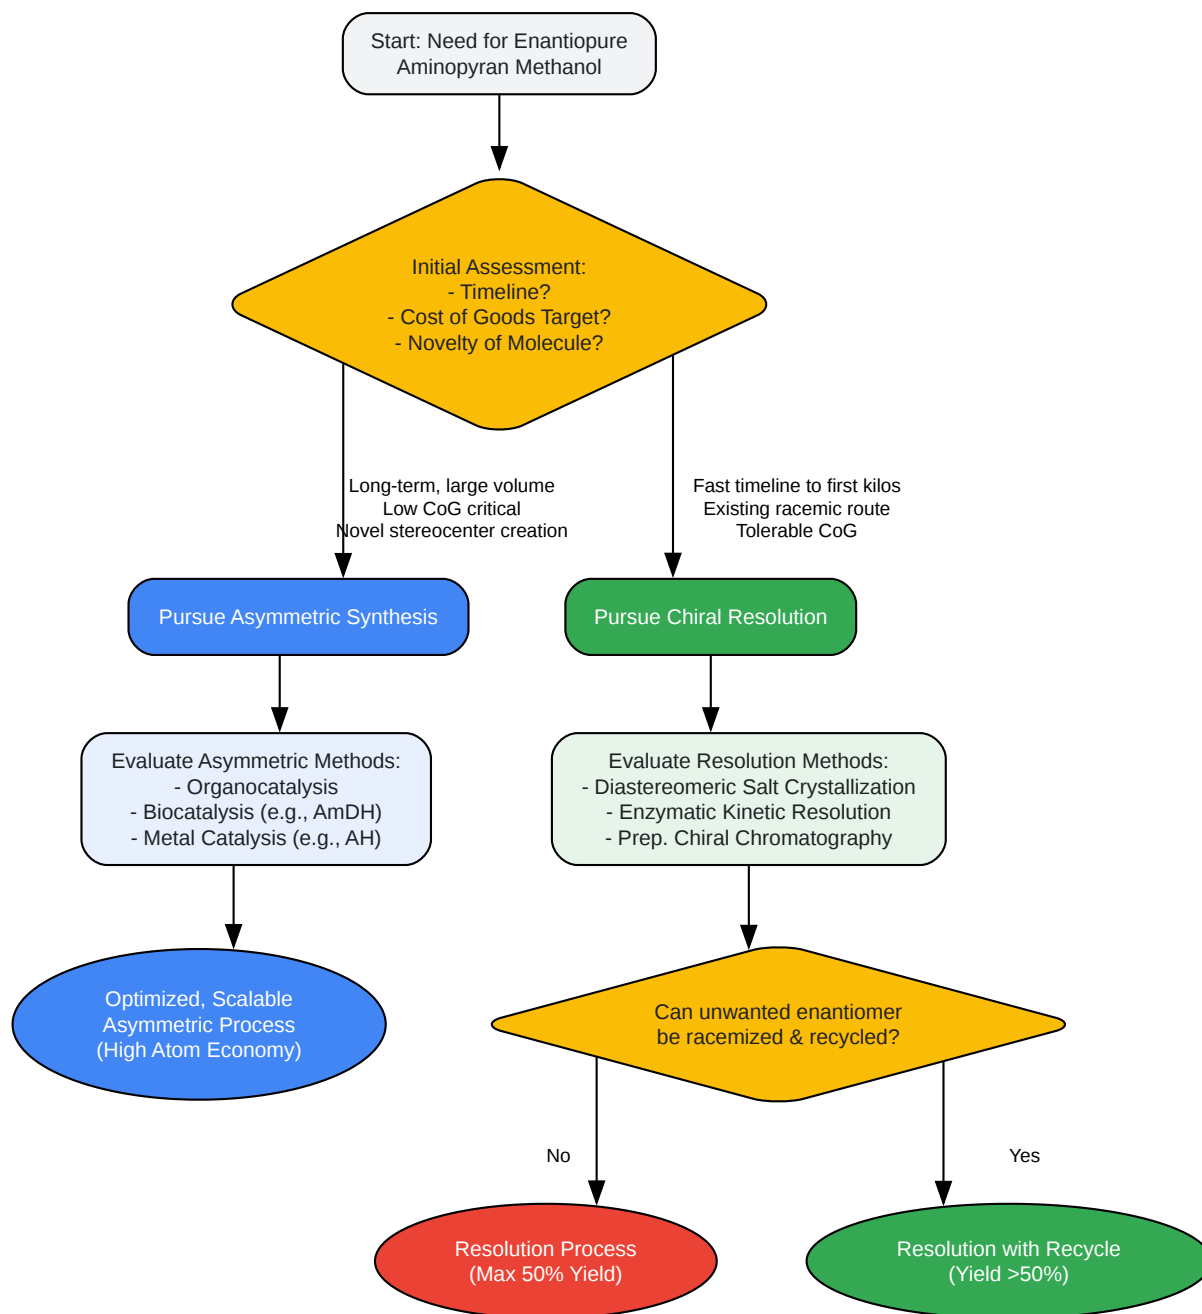 Start: Need for Enantiopure
Aminopyran Methanol
Initial Assessment:
- Timeline?
- Cost of Goods Target?
- Novelty of Molecule?
Long-term, large volume
Low CoG critical
Novel stereocenter creation
Fast timeline to first kilos
Existing racemic route
Tolerable CoG
Pursue Asymmetric Synthesis
Pursue Chiral Resolution
Evaluate Asymmetric Methods:
- Organocatalysis
- Biocatalysis (e.g., AmDH)
- Metal Catalysis (e.g., AH)
Evaluate Resolution Methods:
- Diastereomeric Salt Crystallization
- Enzymatic Kinetic Resolution
- Prep. Chiral Chromatography
Optimized, Scalable
Asymmetric Process
(High Atom Economy)
Can unwanted enantiomer
be racemized & recycled?
No
Yes
Resolution Process
(Max 50% Yield)
Resolution with Recycle
(Yield >50%)